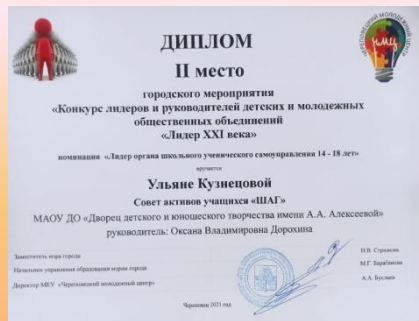 ДИПЛОМ
II место
городского мероприятия
«Конкурс лидеров и руководителей детских и молодежных
общественных объединений
«Лидер XXI века»
номинация «Лидер органа школьного ученического самоуправления 14 - 18 лет»
вручается
Ульяне Кузнецовой
Совет активов учащихся «ШАГ»
МАОУ ДО «Дворец детского и юношеского творчества имени А.А. Алексеевой»
руководитель: Оксана Владимировна Дорохина
Заместитель мэра города
Начальник управления образования мэрии города
М.Г. Барабанова
Директор МКУ «Череповецкий молодежный центр»
А.А. Буслаев
Череповец 2021 год